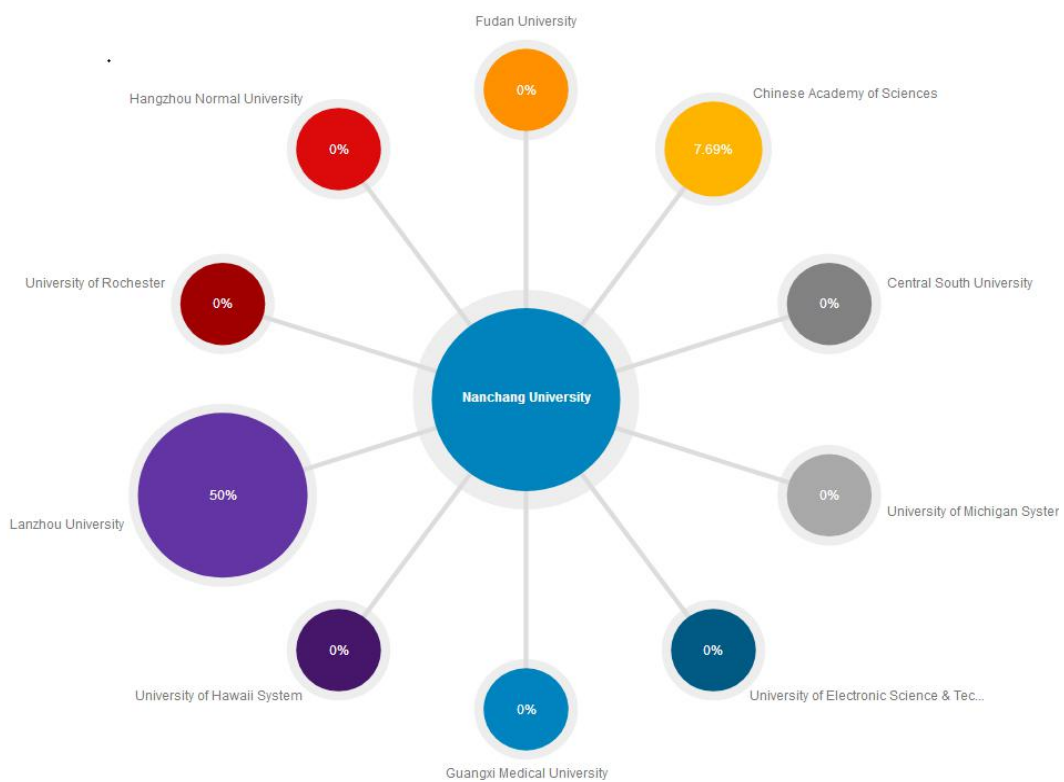 Fudan University
0%
Hangzhou Normal University
0%
Chinese Academy of Sciences
7.69%
University of Rochester
0%
Central South University
0%
Nanchang University
50%
Lanzhou University
0%
University of Michigan Syster
0%
University of Hawaii System
0%
University of Electronic Science & Tec...
0%
Guangxi Medical University